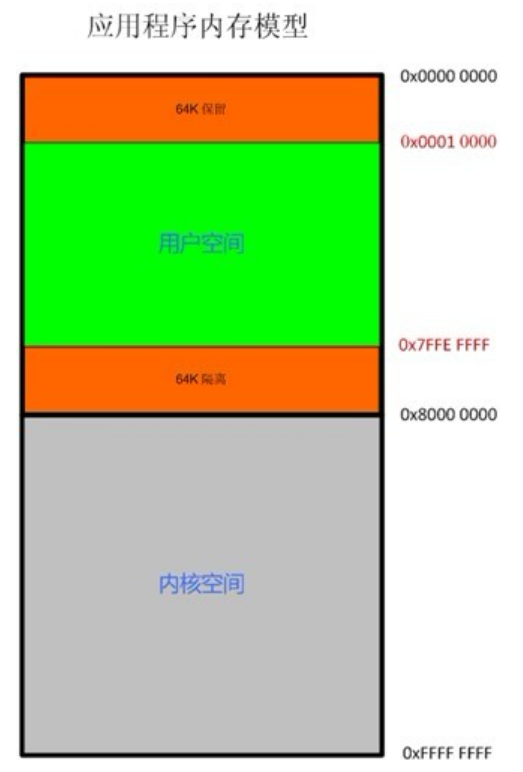 应用程序内存模型
0x0000 0000
64K 保留
0x0001 0000
用户空间
0x7FFE FFFF
64K 隔离
0x8000 0000
内核空间
0xFFFF FFFF